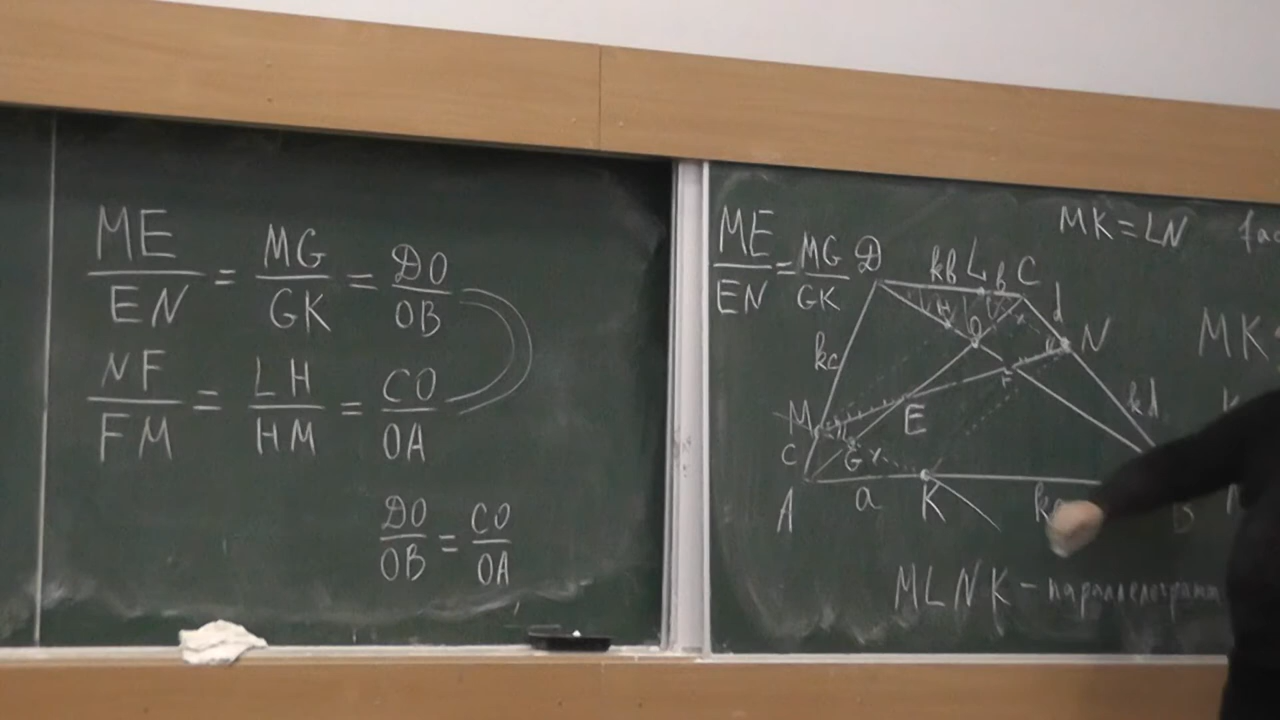 ME/EN = MG/GK = DO/OB
NF/FM = LH/HM = CO/OA
DO/OB = CO/OA
ME/EN = MG/GK
MK = LN
D kb L b C
d
H
O
N
kc
F
kd
M
E
C
G
A a K B
MK =
MLNK - параллелограмм